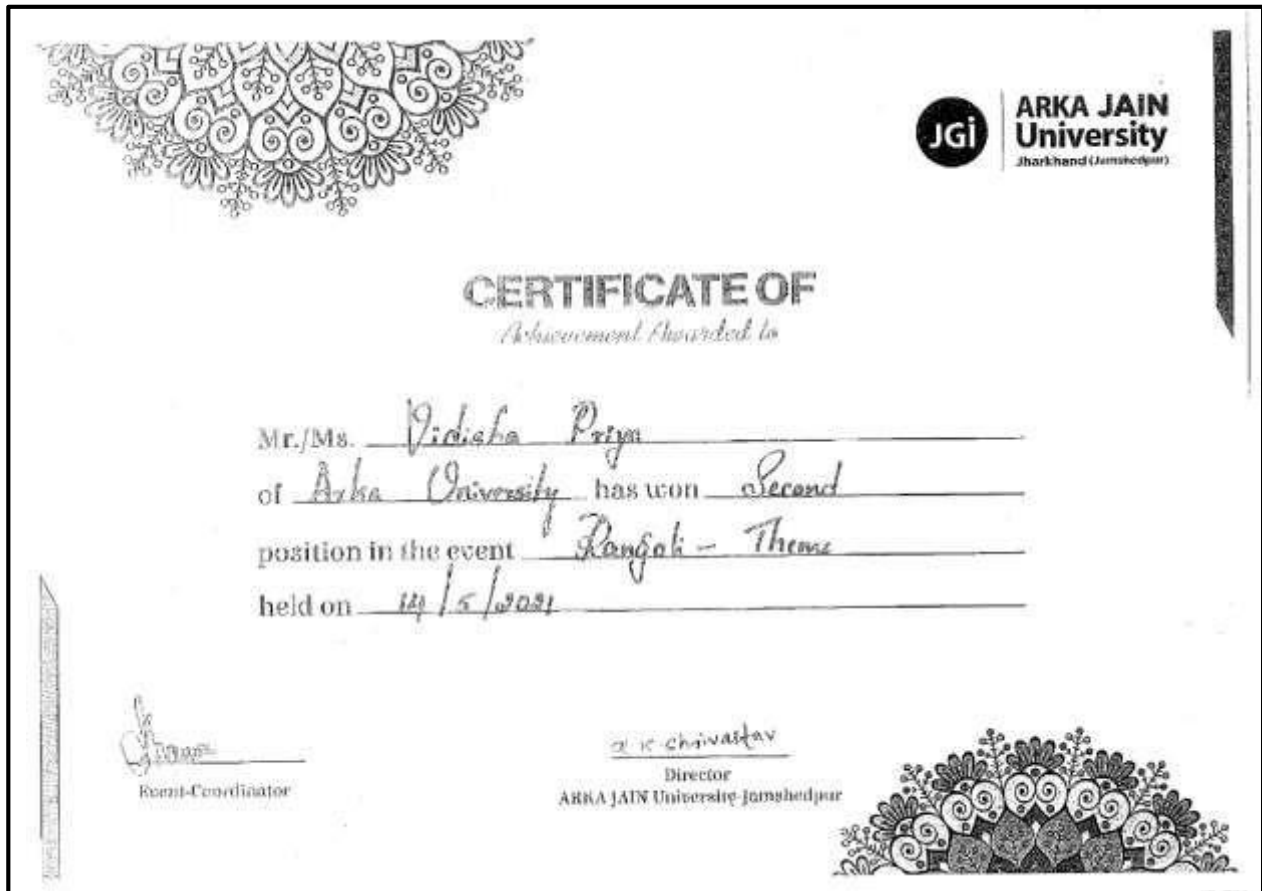 JGi
ARKA JAIN
University
Jharkhand (Jamshedpur)
CERTIFICATE OF
Achievement Awarded to
Mr./Ms. Vidisha Priya
of Arka University has won Second
position in the event Rangoli - Theme
held on /5/2021
Event-Coordinator
Shrivastav
Director
ARKA JAIN University-Jamshedpur